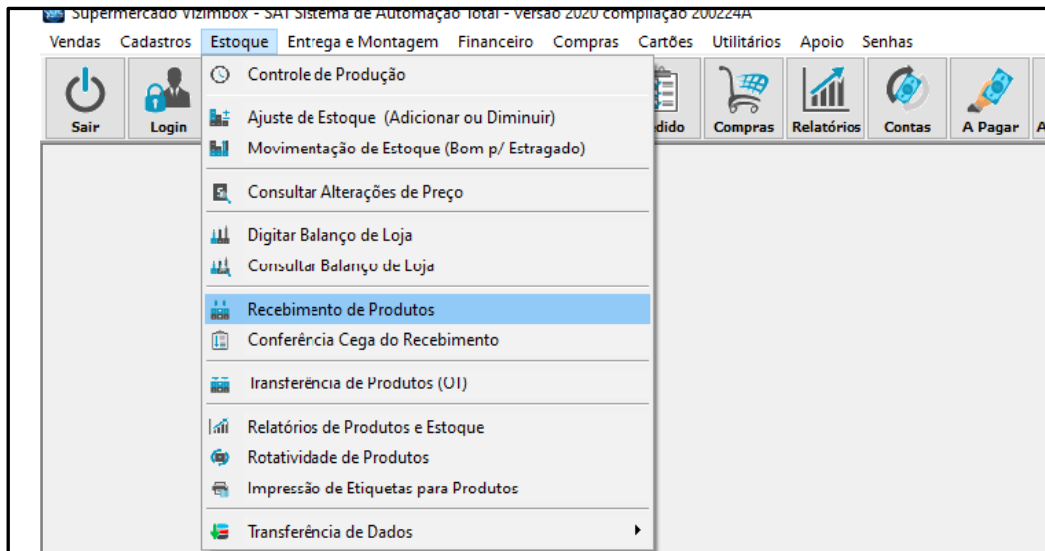 Supermercado Vizimbox - SAT Sistema de Automação Total - Versão 2020 compilação 200224A
Vendas Cadastros Estoque Entrega e Montagem Financeiro Compras Cartões Utilitários Apoio Senhas
Sair Login dido Compras Relatórios Contas A Pagar A
Controle de Produção
Ajuste de Estoque (Adicionar ou Diminuir)
Movimentação de Estoque (Bom p/ Estragado)
Consultar Alterações de Preço
Digitar Balanço de Loja
Consultar Balanço de Loja
Recebimento de Produtos
Conferência Cega do Recebimento
Transferência de Produtos (OT)
Relatórios de Produtos e Estoque
Rotatividade de Produtos
Impressão de Etiquetas para Produtos
Transferência de Dados